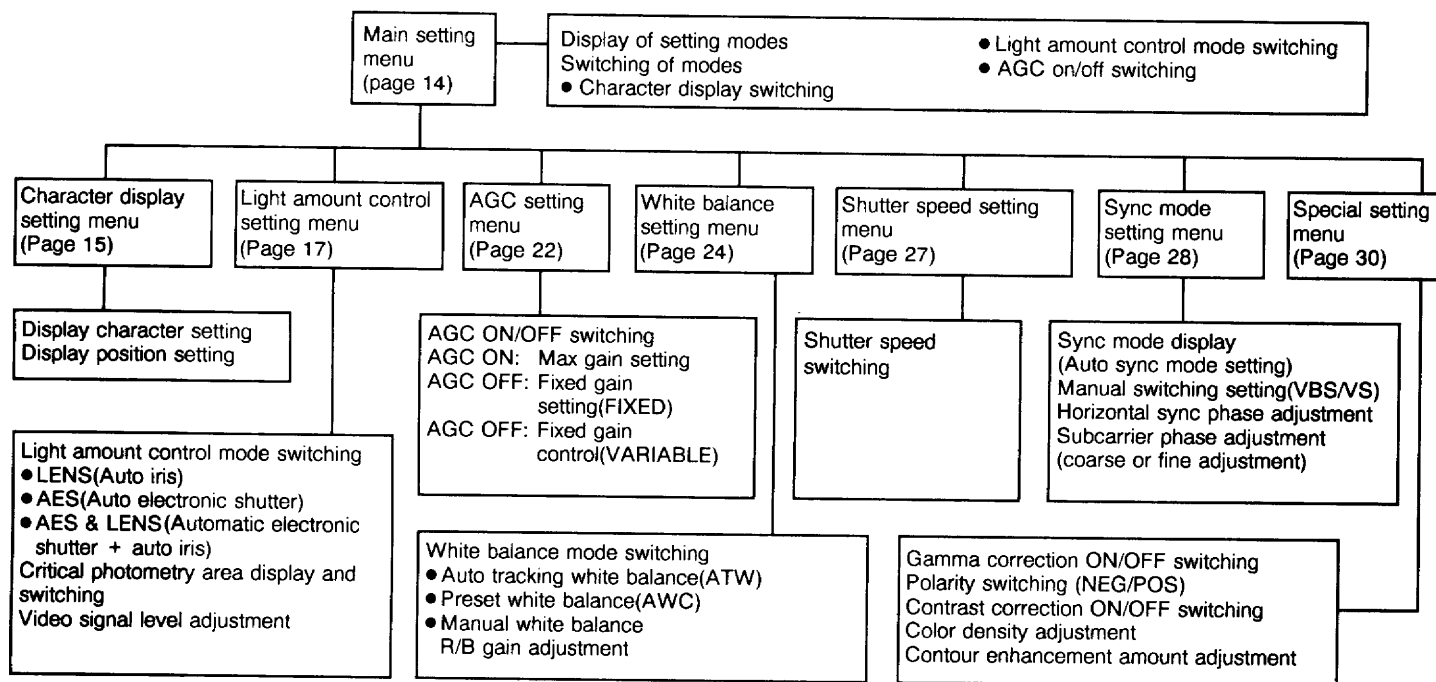 Main setting
menu
(page 14)
Display of setting modes
Switching of modes
● Character display switching
● Light amount control mode switching
● AGC on/off switching
Character display
setting menu
(Page 15)
Light amount control
setting menu
(Page 17)
AGC setting
menu
(Page 22)
White balance
setting menu
(Page 24)
Shutter speed setting
menu
(Page 27)
Sync mode
setting menu
(Page 28)
Special setting
menu
(Page 30)
Display character setting
Display position setting
AGC ON/OFF switching
AGC ON: Max gain setting
AGC OFF: Fixed gain
setting(FIXED)
AGC OFF: Fixed gain
control(VARIABLE)
Shutter speed
switching
Sync mode display
(Auto sync mode setting)
Manual switching setting(VBS/VS)
Horizontal sync phase adjustment
Subcarrier phase adjustment
(coarse or fine adjustment)
Light amount control mode switching
● LENS(Auto iris)
● AES(Auto electronic shutter)
● AES & LENS(Automatic electronic
shutter + auto iris)
Critical photometry area display and
switching
Video signal level adjustment
White balance mode switching
● Auto tracking white balance(ATW)
● Preset white balance(AWC)
● Manual white balance
R/B gain adjustment
Gamma correction ON/OFF switching
Polarity switching (NEG/POS)
Contrast correction ON/OFF switching
Color density adjustment
Contour enhancement amount adjustment